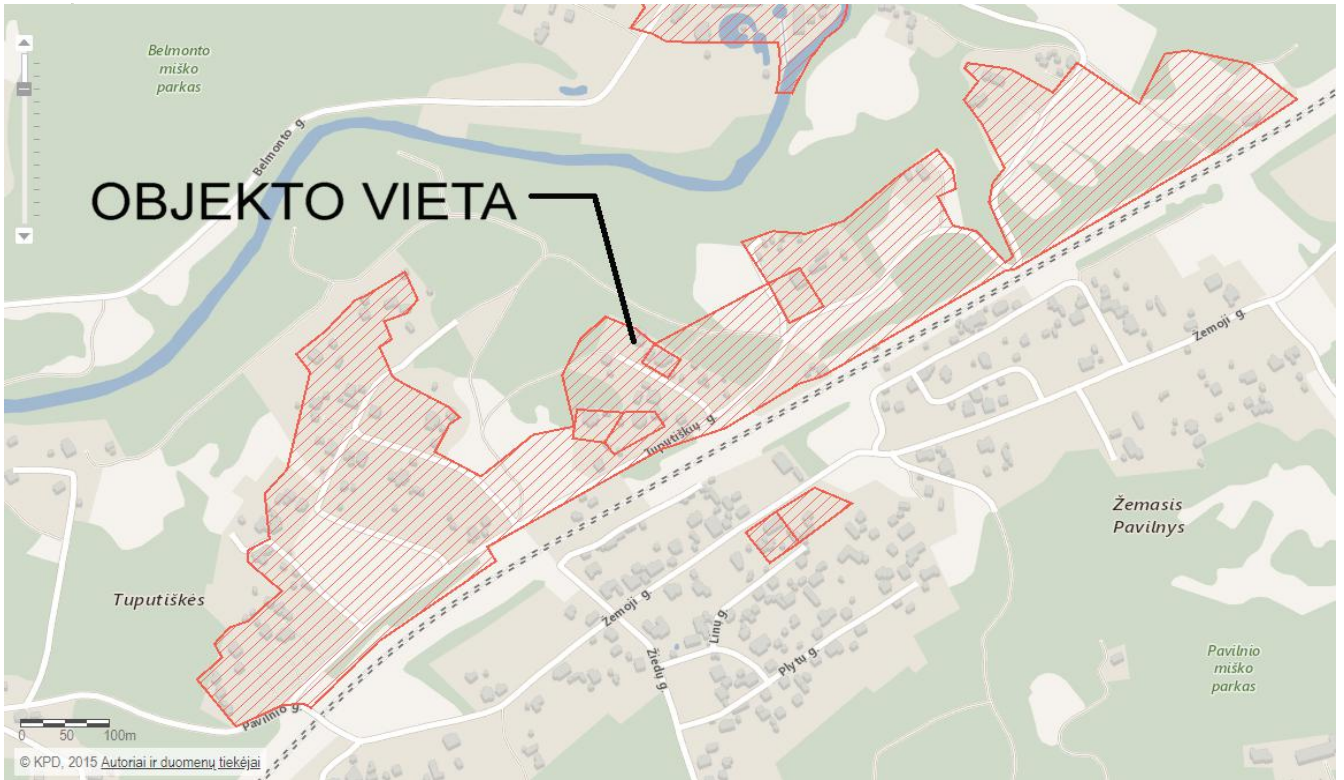 Belmonto
miško
parkas
Belmonto g.
OBJEKTO VIETA
Tuputiškių g.
Žemoji g.
Žemasis
Pavilnys
Tuputiškės
Žemoji g.
Linų g.
Žiedų g.
Plytų g.
Pavilnio
miško
parkas
Pavilnio g.
0 50 100m
© KPD, 2015 Autoriai ir duomenų tiekėjai